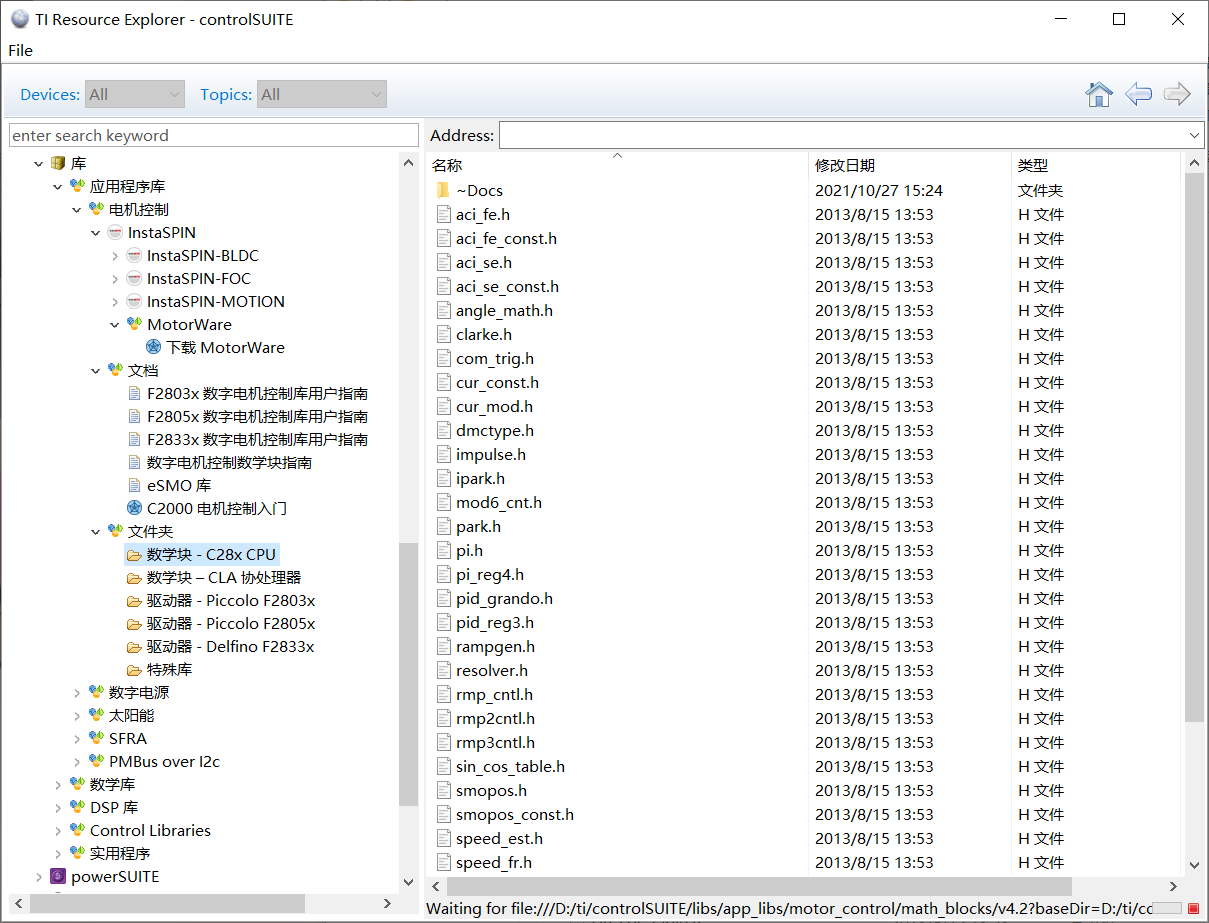 TI Resource Explorer - controlSUITE
File
Devices: All Topics: All
enter search keyword
Address:
库
应用程序库
电机控制
InstaSPIN
InstaSPIN-BLDC
InstaSPIN-FOC
InstaSPIN-MOTION
MotorWare
下载 MotorWare
文档
F2803x 数字电机控制库用户指南
F2805x 数字电机控制库用户指南
F2833x 数字电机控制库用户指南
数字电机控制数学块指南
eSMO 库
C2000 电机控制入门
文件夹
数学块 - C28x CPU
数学块 – CLA 协处理器
驱动器 - Piccolo F2803x
驱动器 - Piccolo F2805x
驱动器 - Delfino F2833x
特殊库
数字电源
太阳能
SFRA
PMBus over I2c
数学库
DSP 库
Control Libraries
实用程序
powerSUITE
名称 修改日期 类型
~Docs 2021/10/27 15:24 文件夹
aci_fe.h 2013/8/15 13:53 H 文件
aci_fe_const.h 2013/8/15 13:53 H 文件
aci_se.h 2013/8/15 13:53 H 文件
aci_se_const.h 2013/8/15 13:53 H 文件
angle_math.h 2013/8/15 13:53 H 文件
clarke.h 2013/8/15 13:53 H 文件
com_trig.h 2013/8/15 13:53 H 文件
cur_const.h 2013/8/15 13:53 H 文件
cur_mod.h 2013/8/15 13:53 H 文件
dmctype.h 2013/8/15 13:53 H 文件
impulse.h 2013/8/15 13:53 H 文件
ipark.h 2013/8/15 13:53 H 文件
mod6_cnt.h 2013/8/15 13:53 H 文件
park.h 2013/8/15 13:53 H 文件
pi.h 2013/8/15 13:53 H 文件
pi_reg4.h 2013/8/15 13:53 H 文件
pid_grando.h 2013/8/15 13:53 H 文件
pid_reg3.h 2013/8/15 13:53 H 文件
rampgen.h 2013/8/15 13:53 H 文件
resolver.h 2013/8/15 13:53 H 文件
rmp_cntl.h 2013/8/15 13:53 H 文件
rmp2cntl.h 2013/8/15 13:53 H 文件
rmp3cntl.h 2013/8/15 13:53 H 文件
sin_cos_table.h 2013/8/15 13:53 H 文件
smopos.h 2013/8/15 13:53 H 文件
smopos_const.h 2013/8/15 13:53 H 文件
speed_est.h 2013/8/15 13:53 H 文件
speed_fr.h 2013/8/15 13:53 H 文件
Waiting for file:///D:/ti/controlSUITE/libs/app_libs/motor_control/math_blocks/v4.2?baseDir=D:/ti/cc